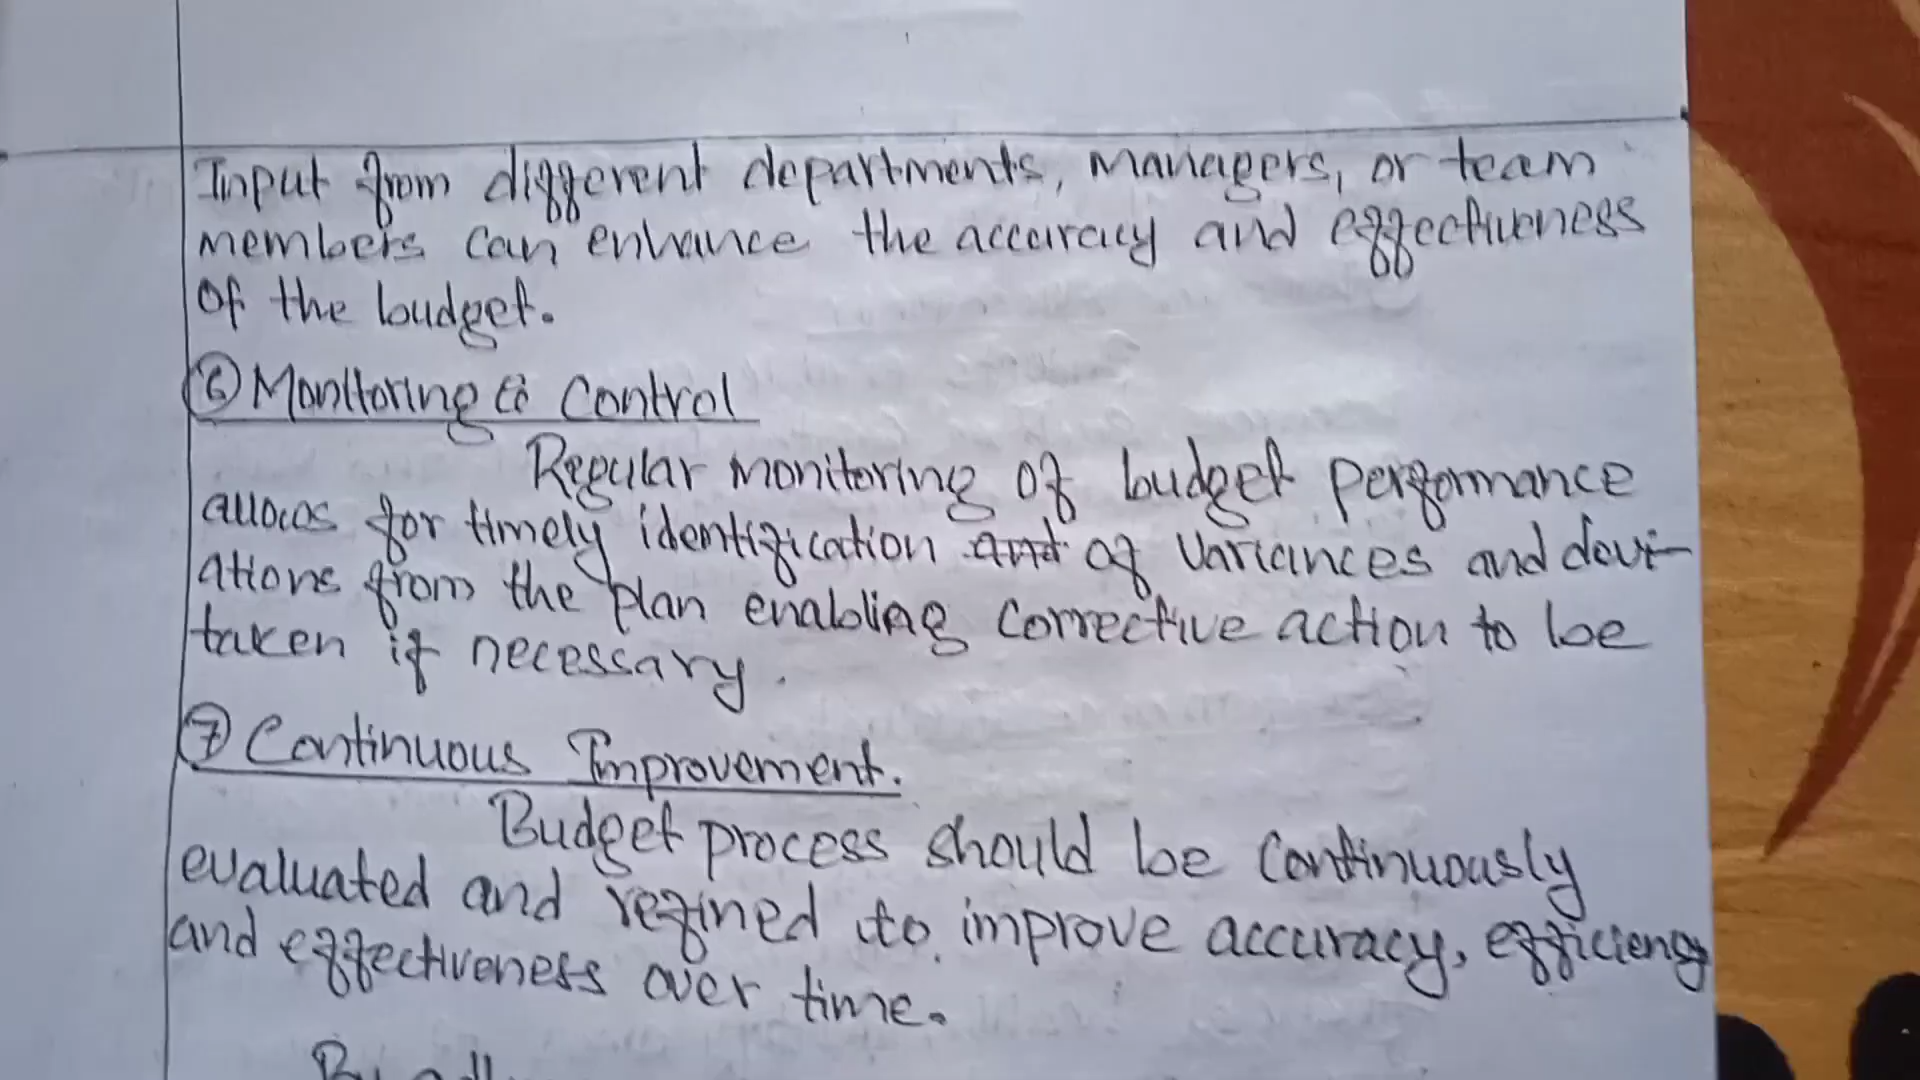 Input from different departments, managers, or team
members can enhance the accuracy and effectiveness
of the budget.
⑥ Monitoring & Control
Regular monitoring of budget performance
allows for timely identification and of variances and devi-
ations from the plan enabling corrective action to be
taken if necessary.
⑦ Continuous Improvement.
Budget process should be continuously
evaluated and refined to improve accuracy, efficiency
and effectiveness over time.